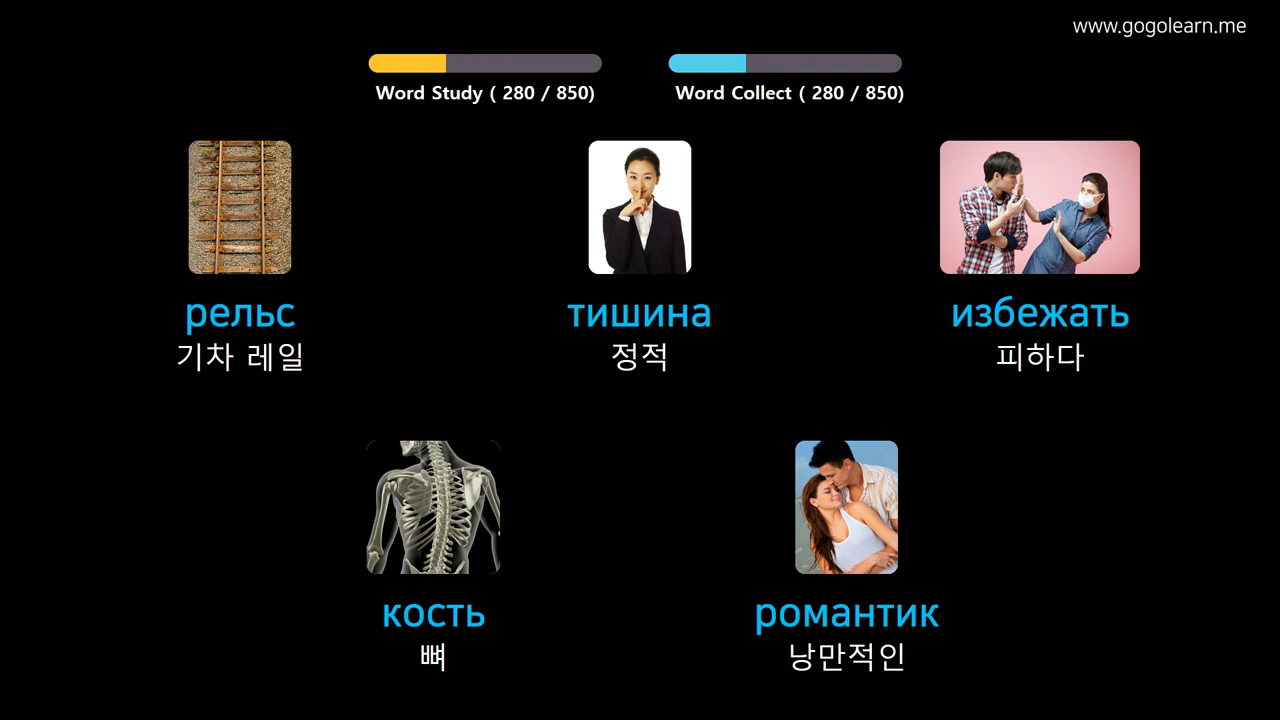 www.gogolearn.me
Word Study ( 280 / 850)
Word Collect ( 280 / 850)
рельс
기차 레일
тишина
정적
избежать
피하다
кость
뼈
романтик
낭만적인